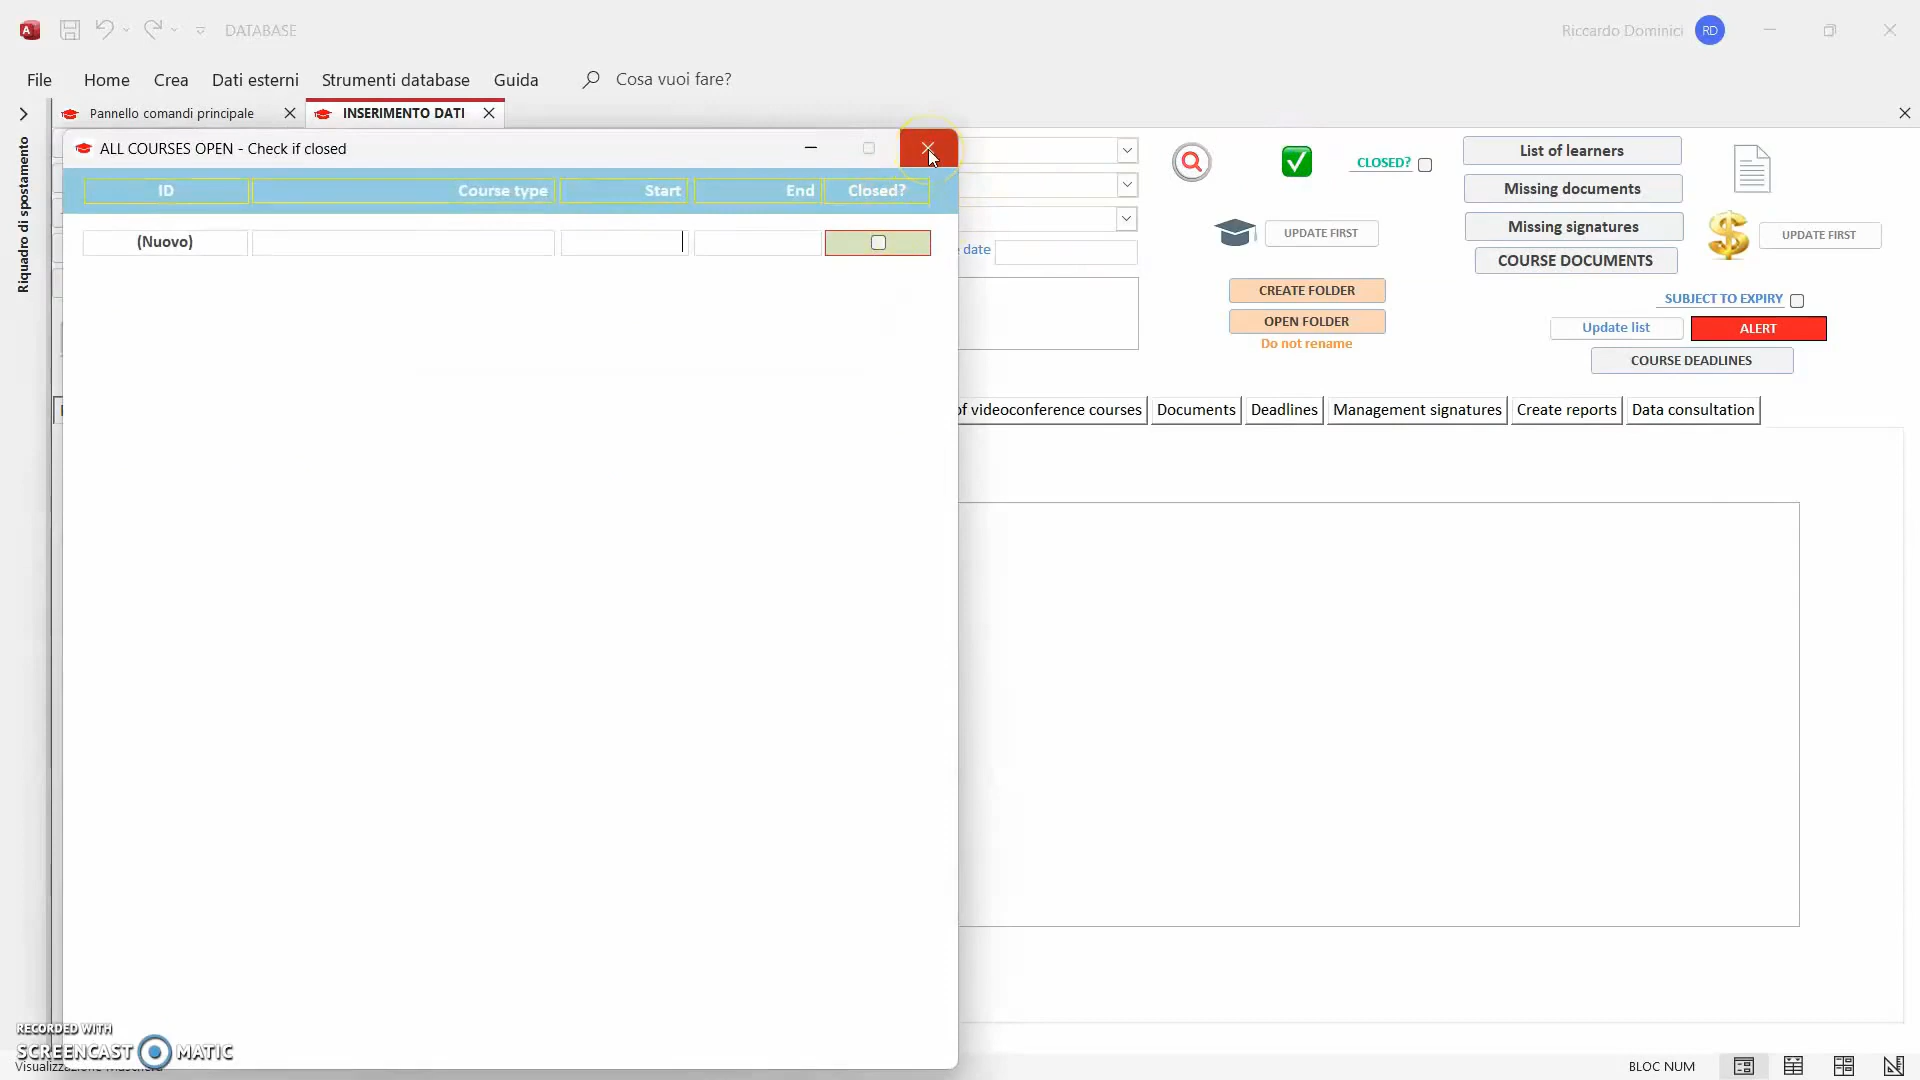 A DATABASE Riccardo Dominici RD
File Home Crea Dati esterni Strumenti database Guida Cosa vuoi fare?
Pannello comandi principale INSERIMENTO DATI
Riquadro di spostamento
ALL COURSES OPEN - Check if closed
ID Course type Start End Closed?
(Nuovo)
CLOSED?
List of learners
Missing documents
Missing signatures
COURSE DOCUMENTS
UPDATE FIRST
UPDATE FIRST
date
CREATE FOLDER
OPEN FOLDER
Do not rename
SUBJECT TO EXPIRY
Update list ALERT
COURSE DEADLINES
of videoconference courses Documents Deadlines Management signatures Create reports Data consultation
RECORDED WITH
SCREENCAST MATIC
Visualizzazione Maschera BLOC NUM